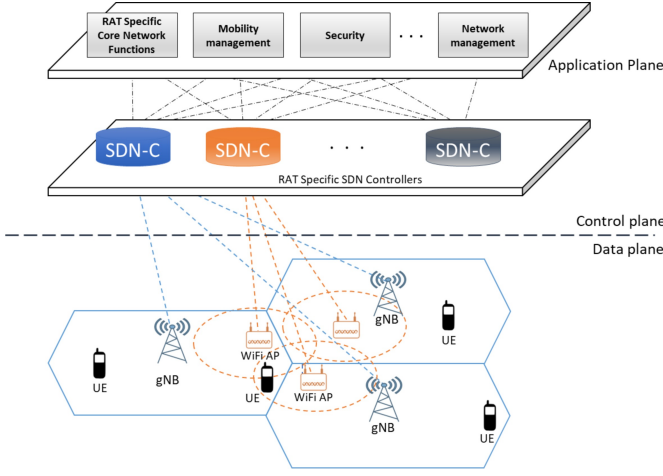 RAT Specific
Core Network
Functions
Mobility
management
Security
. . .
Network
management
Application Plane
SDN-C
SDN-C
. . .
SDN-C
RAT Specific SDN Controllers
Control plane
Data plane
gNB
UE
WiFi AP
gNB
UE
UE
WiFi AP
gNB
UE